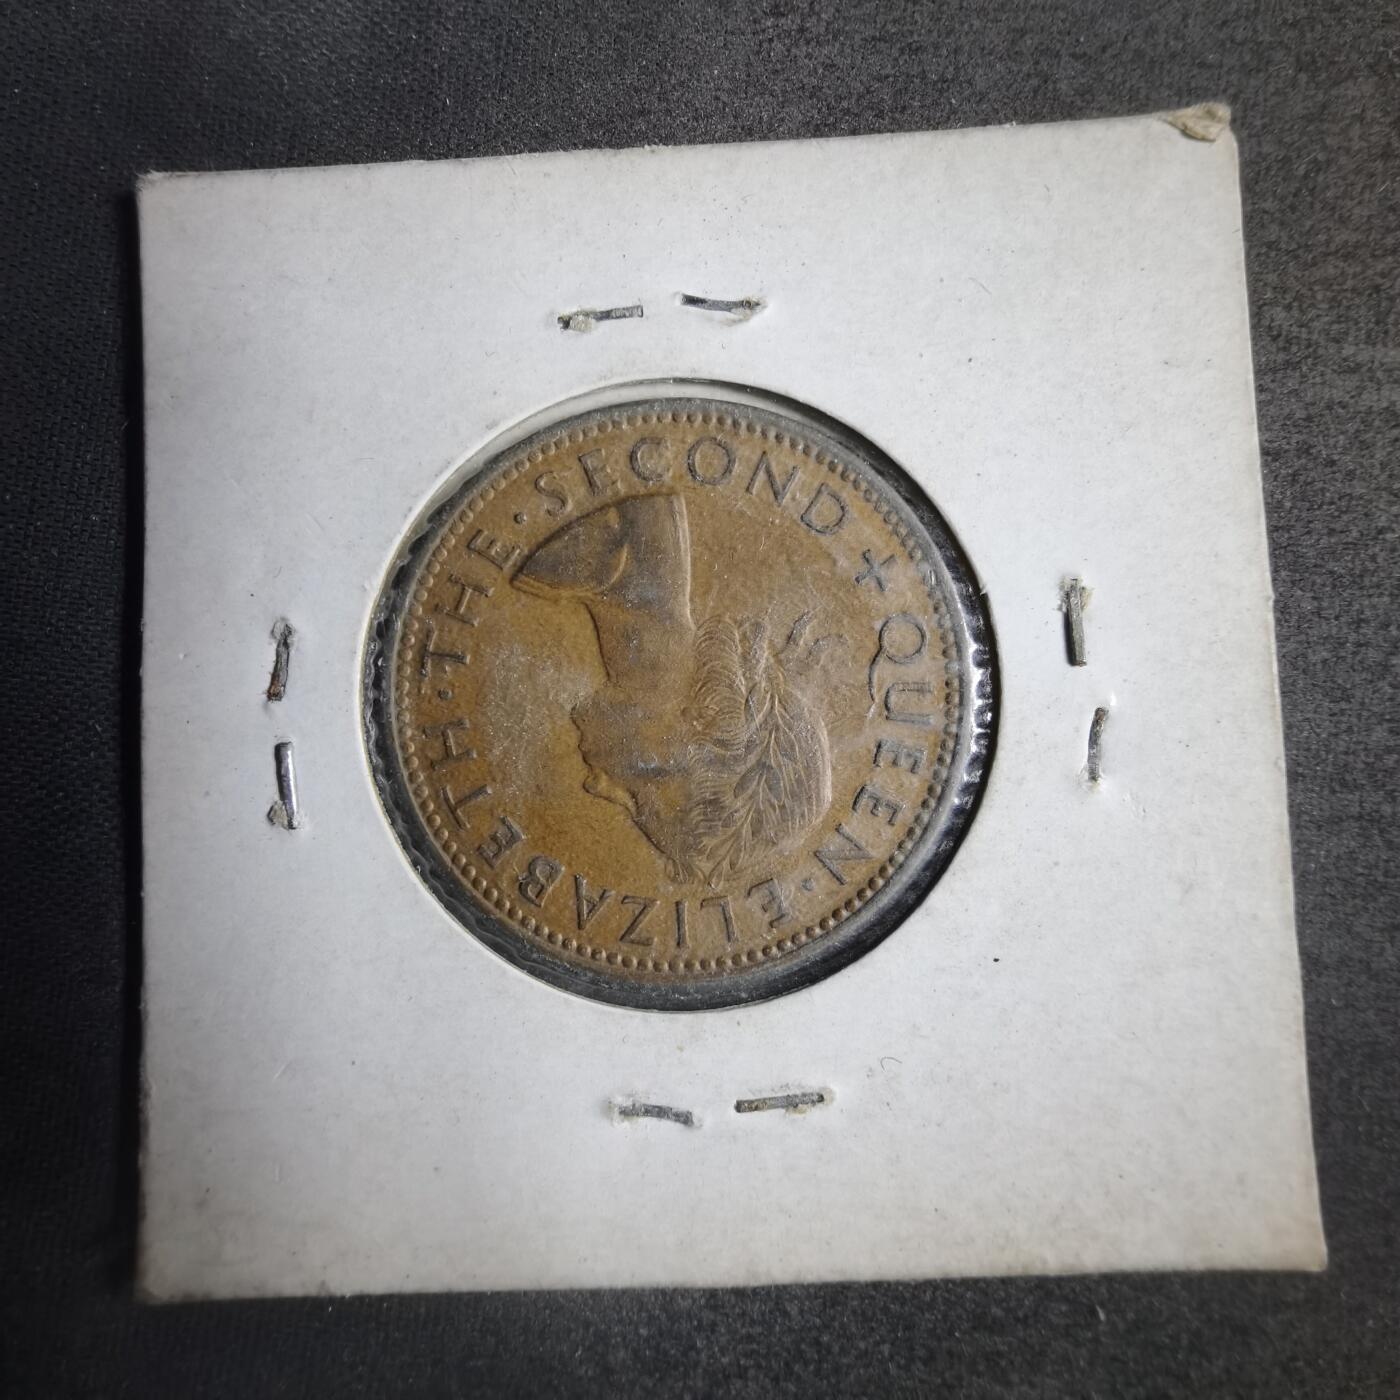 + QUEEN · ELIZABETH · THE · SECOND